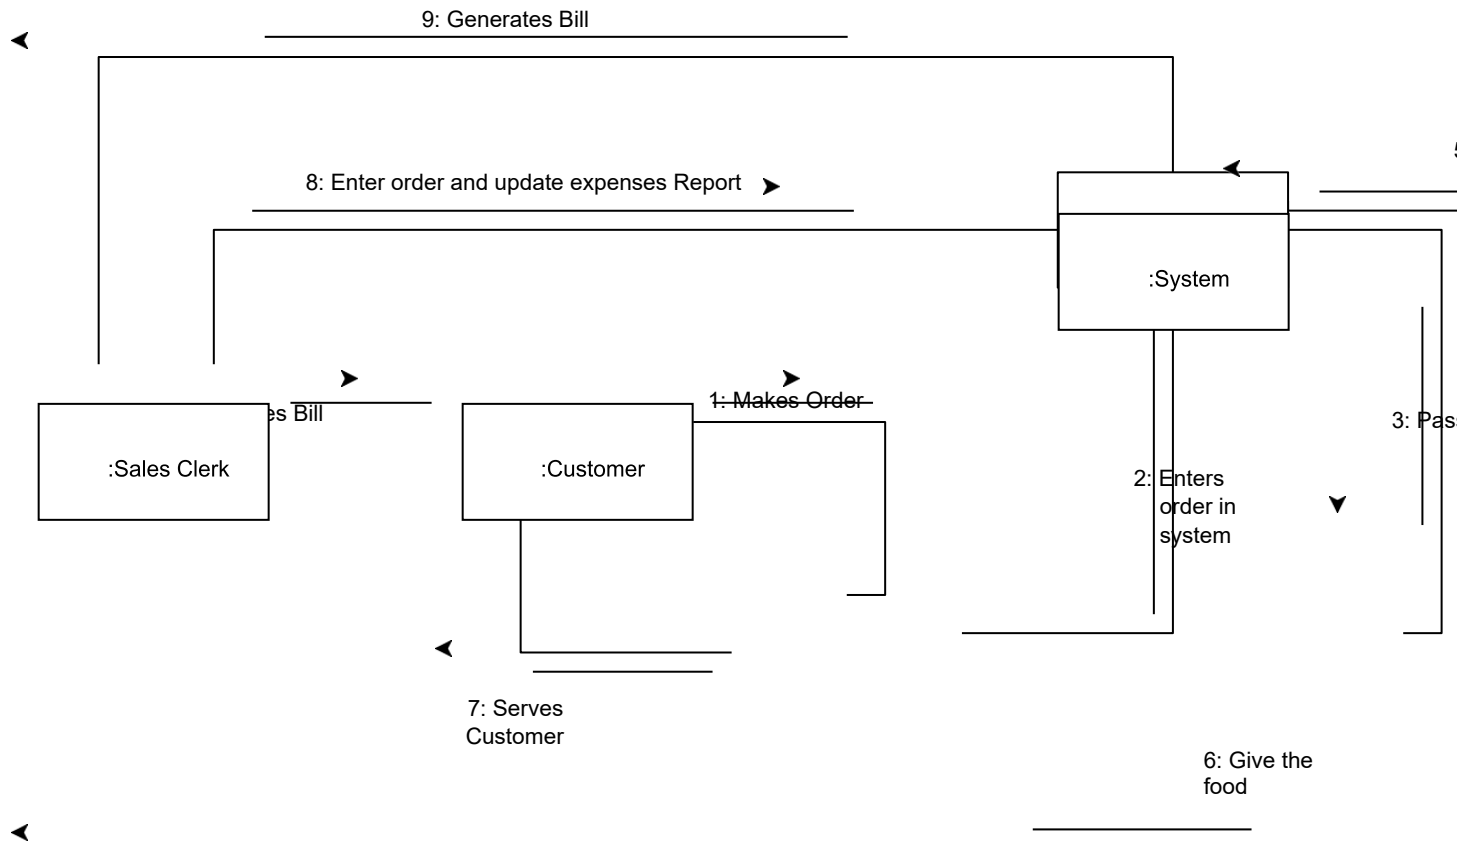 9: Generates Bill
8: Enter order and update expenses Report
:System
1: Makes Order
es Bill
3: Pas
:Sales Clerk
:Customer
2: Enters
order in
system
7: Serves
Customer
6: Give the
food